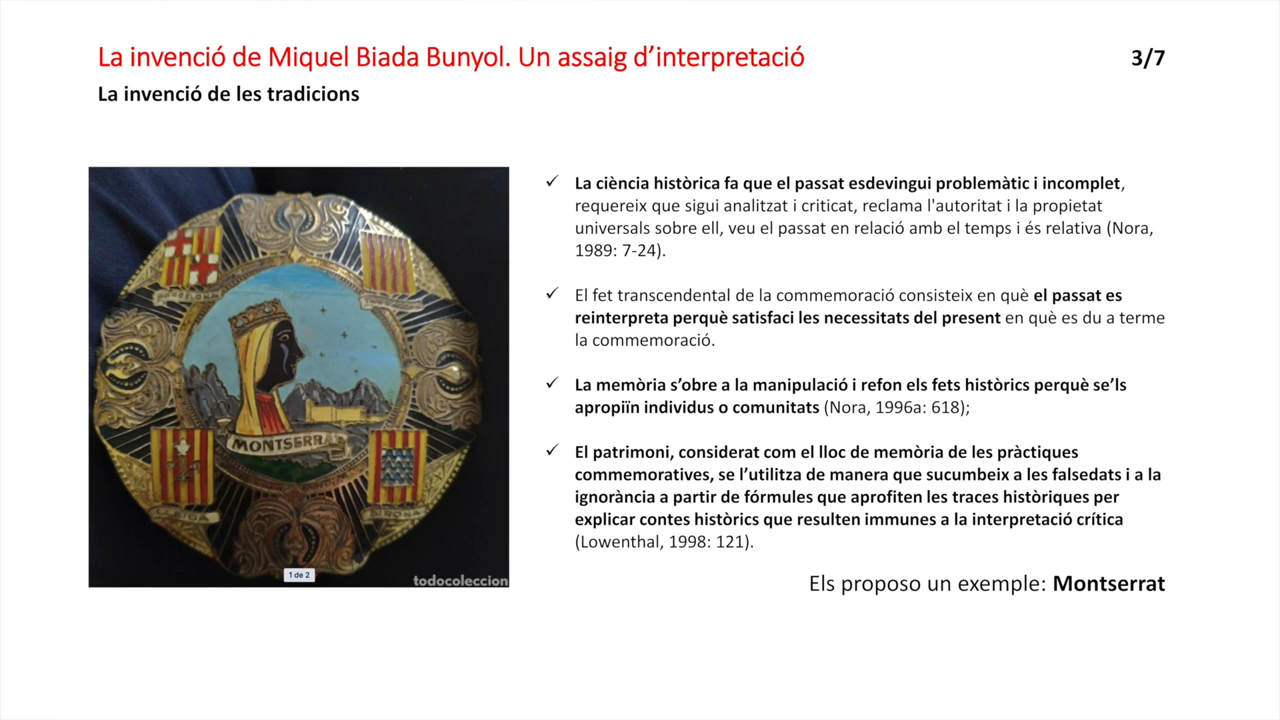 La invenció de Miquel Biada Bunyol. Un assaig d’interpretació
3/7
La invenció de les tradicions
BARCELONA
MONTSERRAT
LERIDA
GERONA
1 de 2
todocoleccion
✓ La ciència històrica fa que el passat esdevingui problemàtic i incomplet,
requereix que sigui analitzat i criticat, reclama l'autoritat i la propietat
universals sobre ell, veu el passat en relació amb el temps i és relativa (Nora,
1989: 7-24).
✓ El fet transcendental de la commemoració consisteix en què el passat es
reinterpreta perquè satisfaci les necessitats del present en què es du a terme
la commemoració.
✓ La memòria s’obre a la manipulació i refon els fets històrics perquè se’ls
apropiïn individus o comunitats (Nora, 1996a: 618);
✓ El patrimoni, considerat com el lloc de memòria de les pràctiques
commemoratives, se l’utilitza de manera que sucumbeix a les falsedats i a la
ignorància a partir de fórmules que aprofiten les traces històriques per
explicar contes històrics que resulten immunes a la interpretació crítica
(Lowenthal, 1998: 121).
Els proposo un exemple: Montserrat